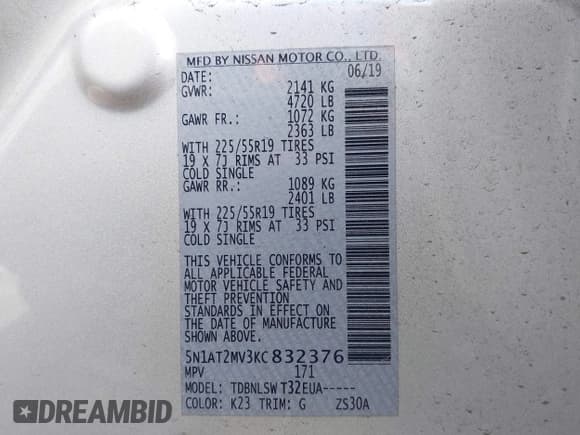 MFD BY NISSAN MOTOR CO., LTD.
DATE: 06/19
GVWR: 2141 KG
4720 LB
GAWR FR.: 1072 KG
2363 LB
WITH 225/55R19 TIRES
19 X 7J RIMS AT 33 PSI
COLD SINGLE
GAWR RR.: 1089 KG
2401 LB
WITH 225/55R19 TIRES
19 X 7J RIMS AT 33 PSI
COLD SINGLE
THIS VEHICLE CONFORMS TO
ALL APPLICABLE FEDERAL
MOTOR VEHICLE SAFETY AND
THEFT PREVENTION
STANDARDS IN EFFECT ON
THE DATE OF MANUFACTURE
SHOWN ABOVE.
5N1AT2MV3KC832376
MPV 171
MODEL: TDBNLSW T32EUA-----
COLOR: K23 TRIM: G ZS30A
DREAMBID